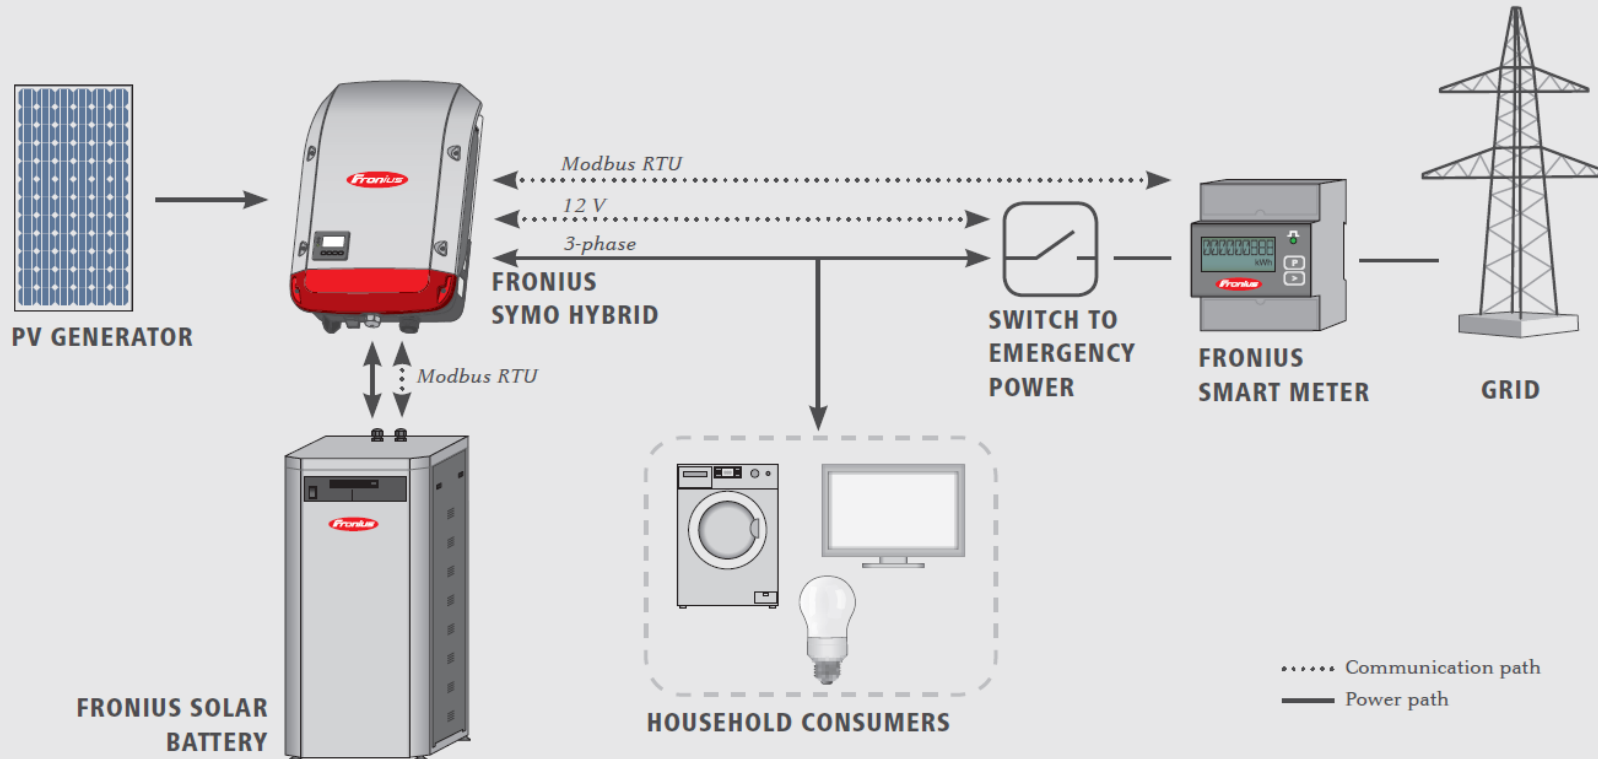 Modbus RTU
12 V
3-phase
Fronius
FRONIUS
SYMO HYBRID
PV GENERATOR
Modbus RTU
SWITCH TO
EMERGENCY
POWER
kWh
P
>
Fronius
FRONIUS
SMART METER
GRID
Fronius
FRONIUS SOLAR
BATTERY
HOUSEHOLD CONSUMERS
Communication path
Power path